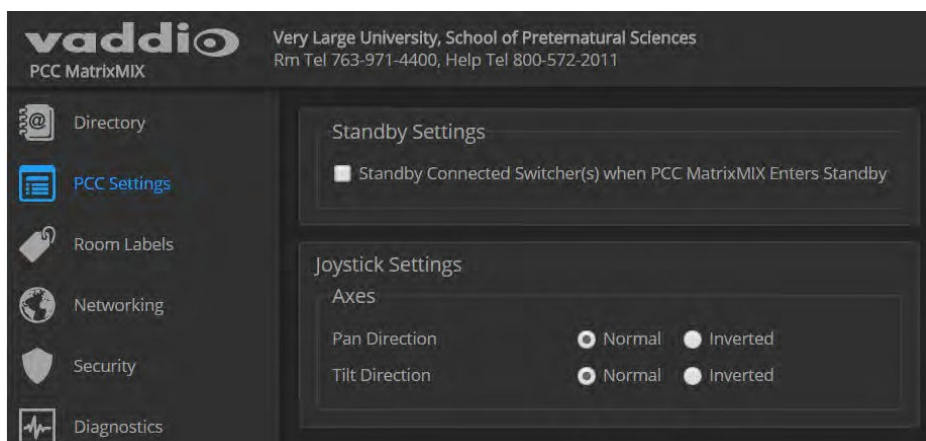 vaddio
PCC MatrixMIX
Very Large University, School of Preternatural Sciences
Rm Tel 763-971-4400, Help Tel 800-572-2011
Directory
PCC Settings
Room Labels
Networking
Security
Diagnostics
Standby Settings
Standby Connected Switcher(s) when PCC MatrixMIX Enters Standby
Joystick Settings
Axes
Pan Direction Normal Inverted
Tilt Direction Normal Inverted